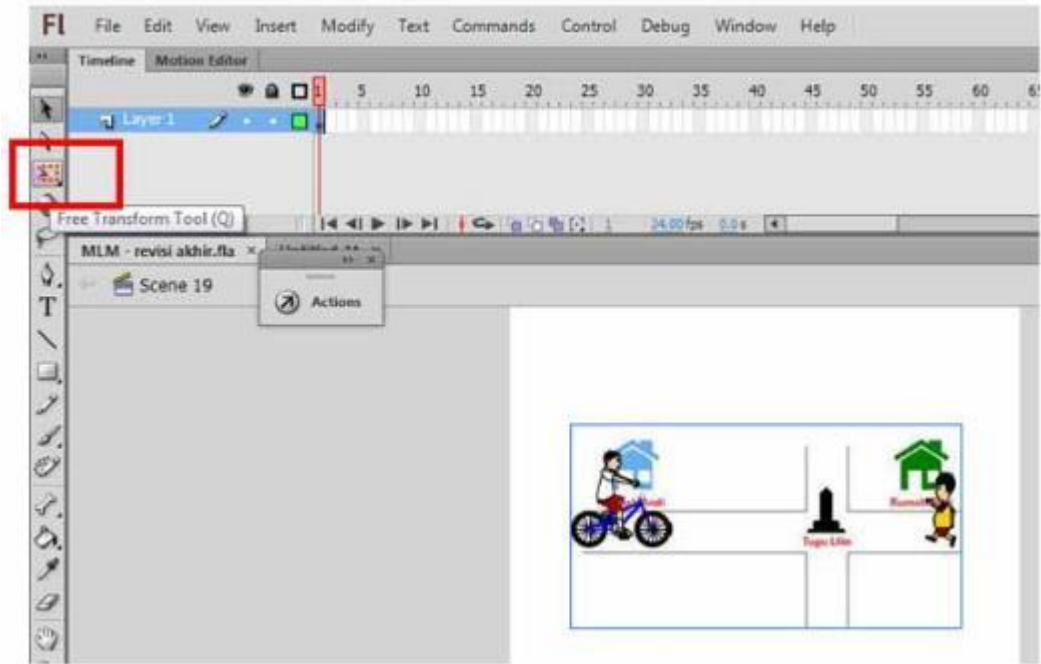 Fl File Edit View Insert Modify Text Commands Control Debug Window Help
Timeline Motion Editor
1 5 10 15 20 25 30 35 40 45 50 55 60
Layer 1
Free Transform Tool (Q)
1 24.00 fps 0.0 s
MLM - revisi akhir.fla
Scene 19
Actions
T
Tugu Lilin